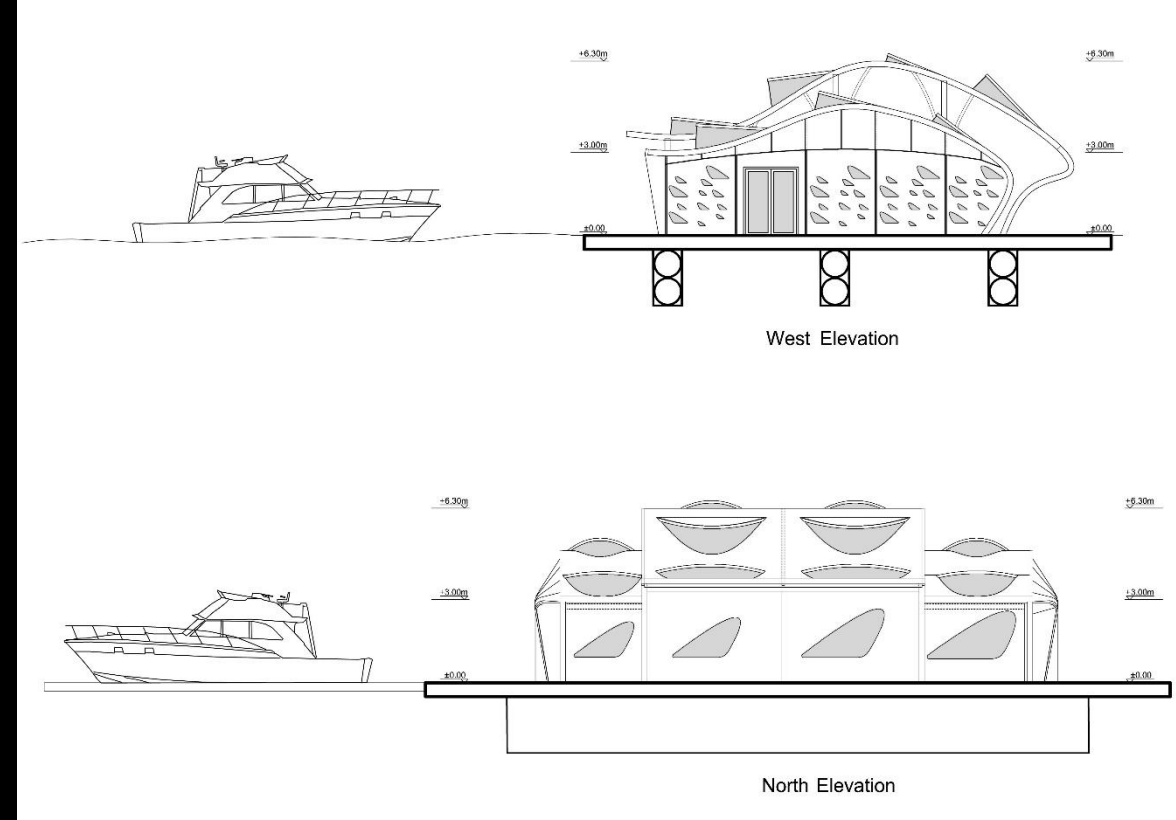 +6.30m +6.30m
+3.00m +3.00m
±0.00 ±0.00
West Elevation
+6.30m +6.30m
+3.00m +3.00m
±0.00 ±0.00
North Elevation